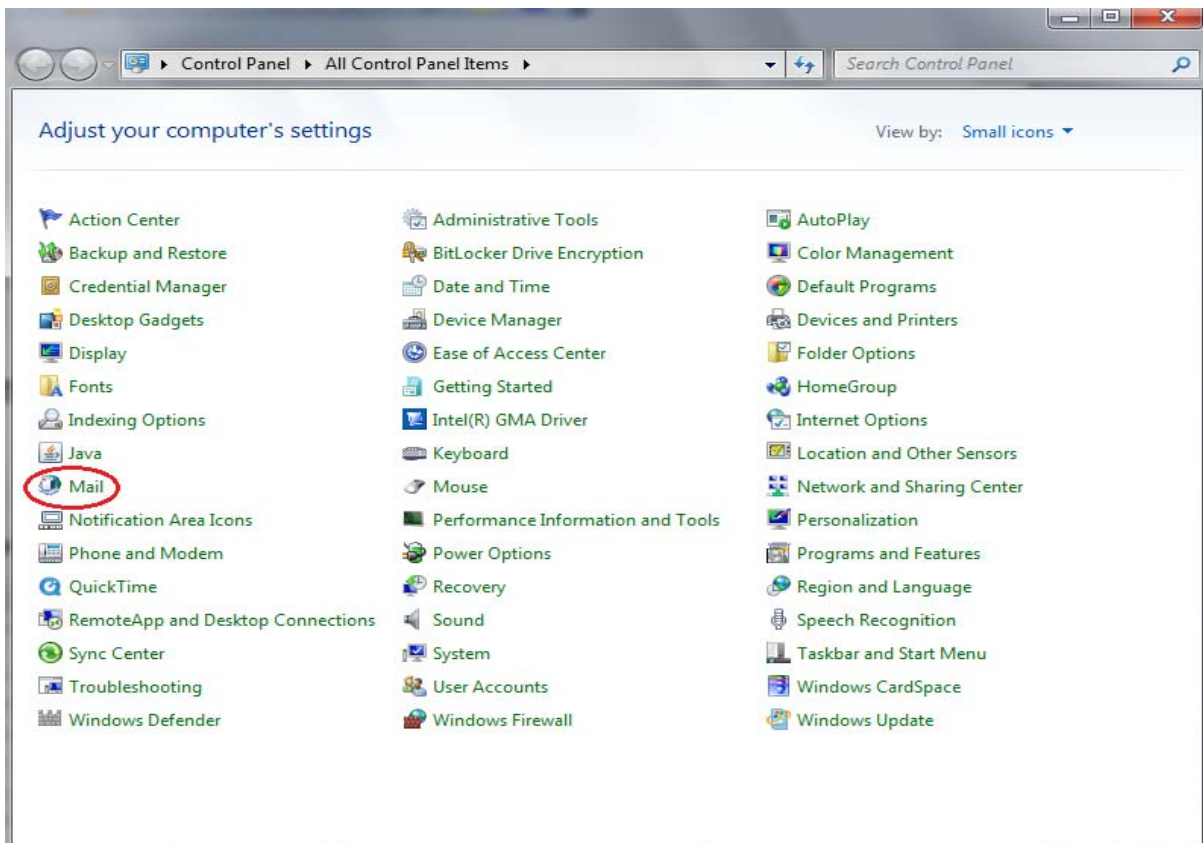 Control Panel All Control Panel Items Search Control Panel
Adjust your computer's settings View by: Small icons
Action Center Administrative Tools AutoPlay
Backup and Restore BitLocker Drive Encryption Color Management
Credential Manager Date and Time Default Programs
Desktop Gadgets Device Manager Devices and Printers
Display Ease of Access Center Folder Options
Fonts Getting Started HomeGroup
Indexing Options Intel(R) GMA Driver Internet Options
Java Keyboard Location and Other Sensors
Mail Mouse Network and Sharing Center
Notification Area Icons Performance Information and Tools Personalization
Phone and Modem Power Options Programs and Features
QuickTime Recovery Region and Language
RemoteApp and Desktop Connections Sound Speech Recognition
Sync Center System Taskbar and Start Menu
Troubleshooting User Accounts Windows CardSpace
Windows Defender Windows Firewall Windows Update